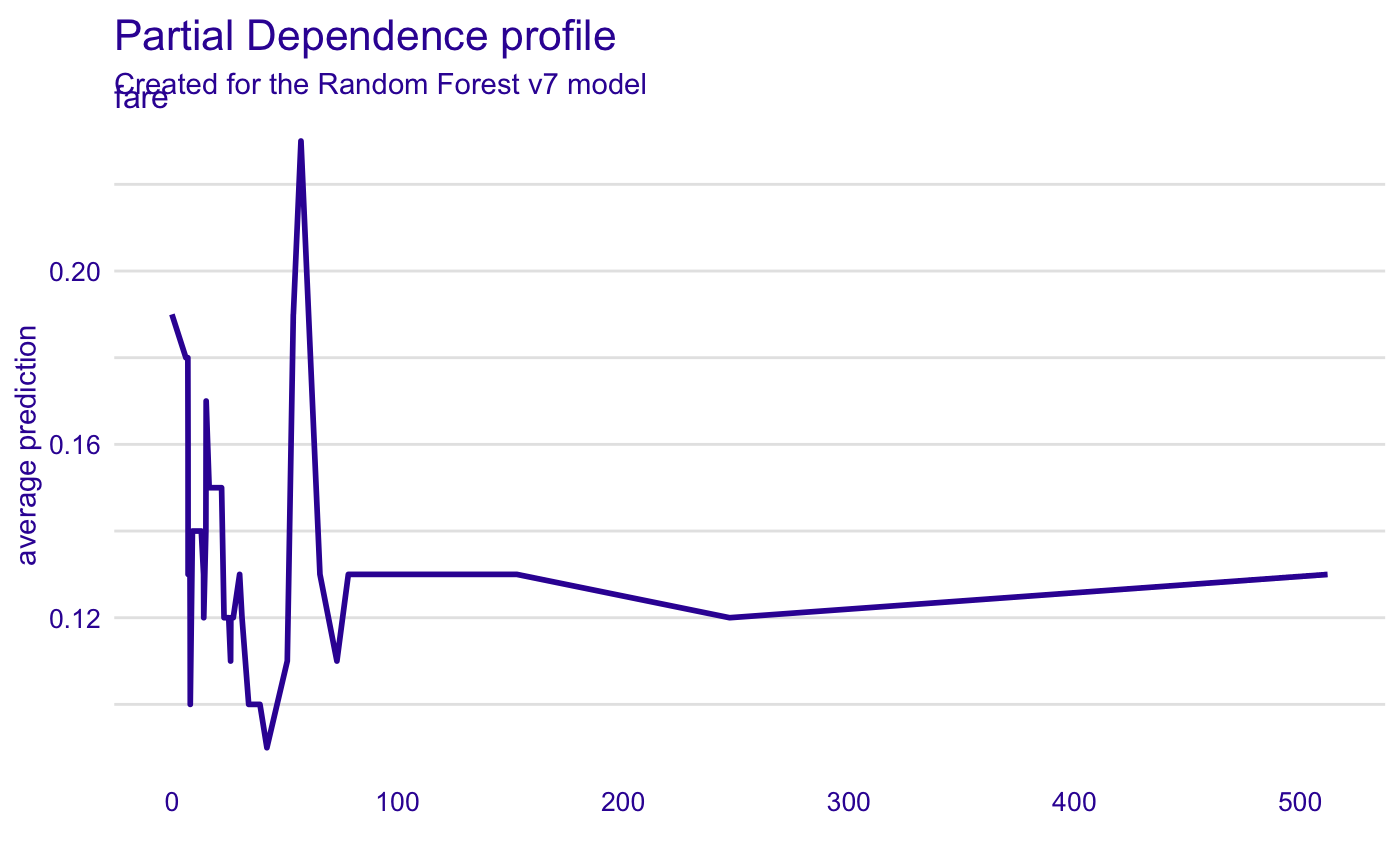 Partial Dependence profile
Created for the Random Forest v7 model
fare
0.20
0.16
0.12
average prediction
0
100
200
300
400
500